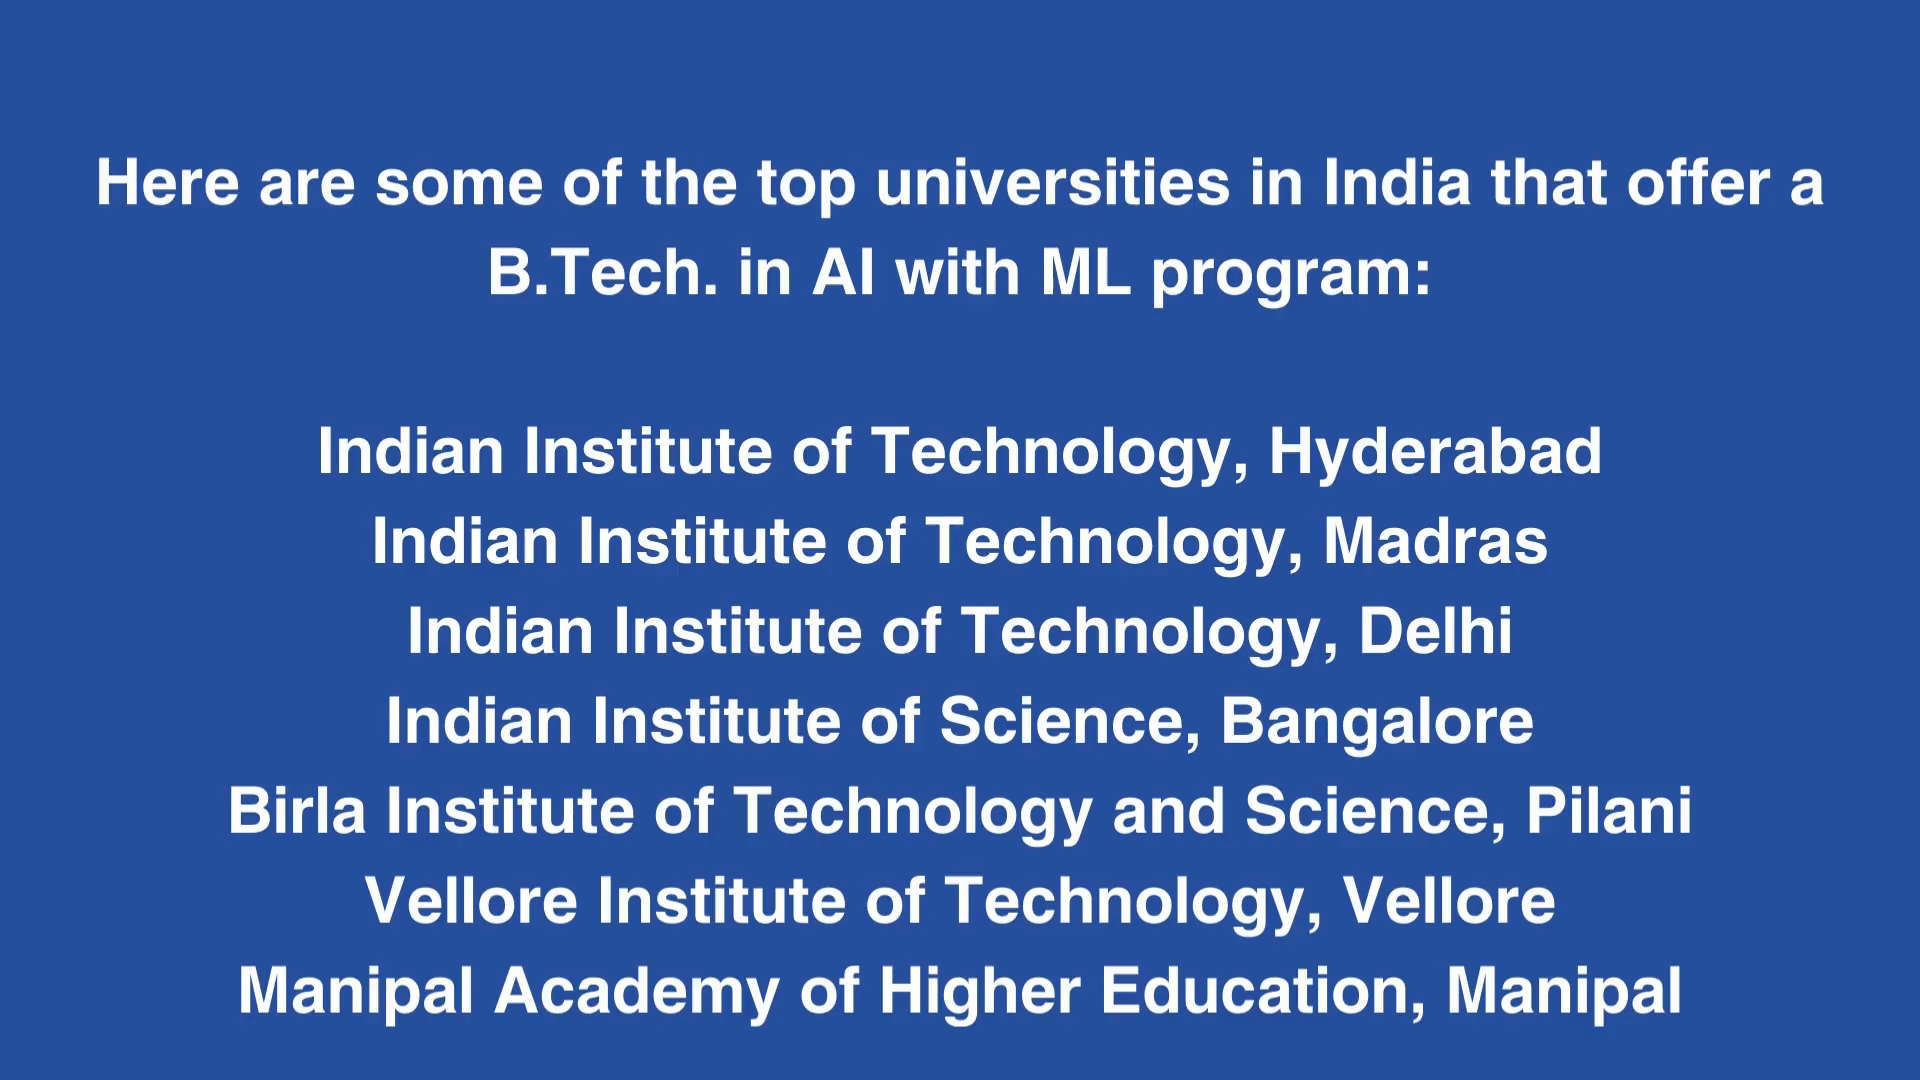 Here are some of the top universities in India that offer a
B.Tech. in AI with ML program:
Indian Institute of Technology, Hyderabad
Indian Institute of Technology, Madras
Indian Institute of Technology, Delhi
Indian Institute of Science, Bangalore
Birla Institute of Technology and Science, Pilani
Vellore Institute of Technology, Vellore
Manipal Academy of Higher Education, Manipal